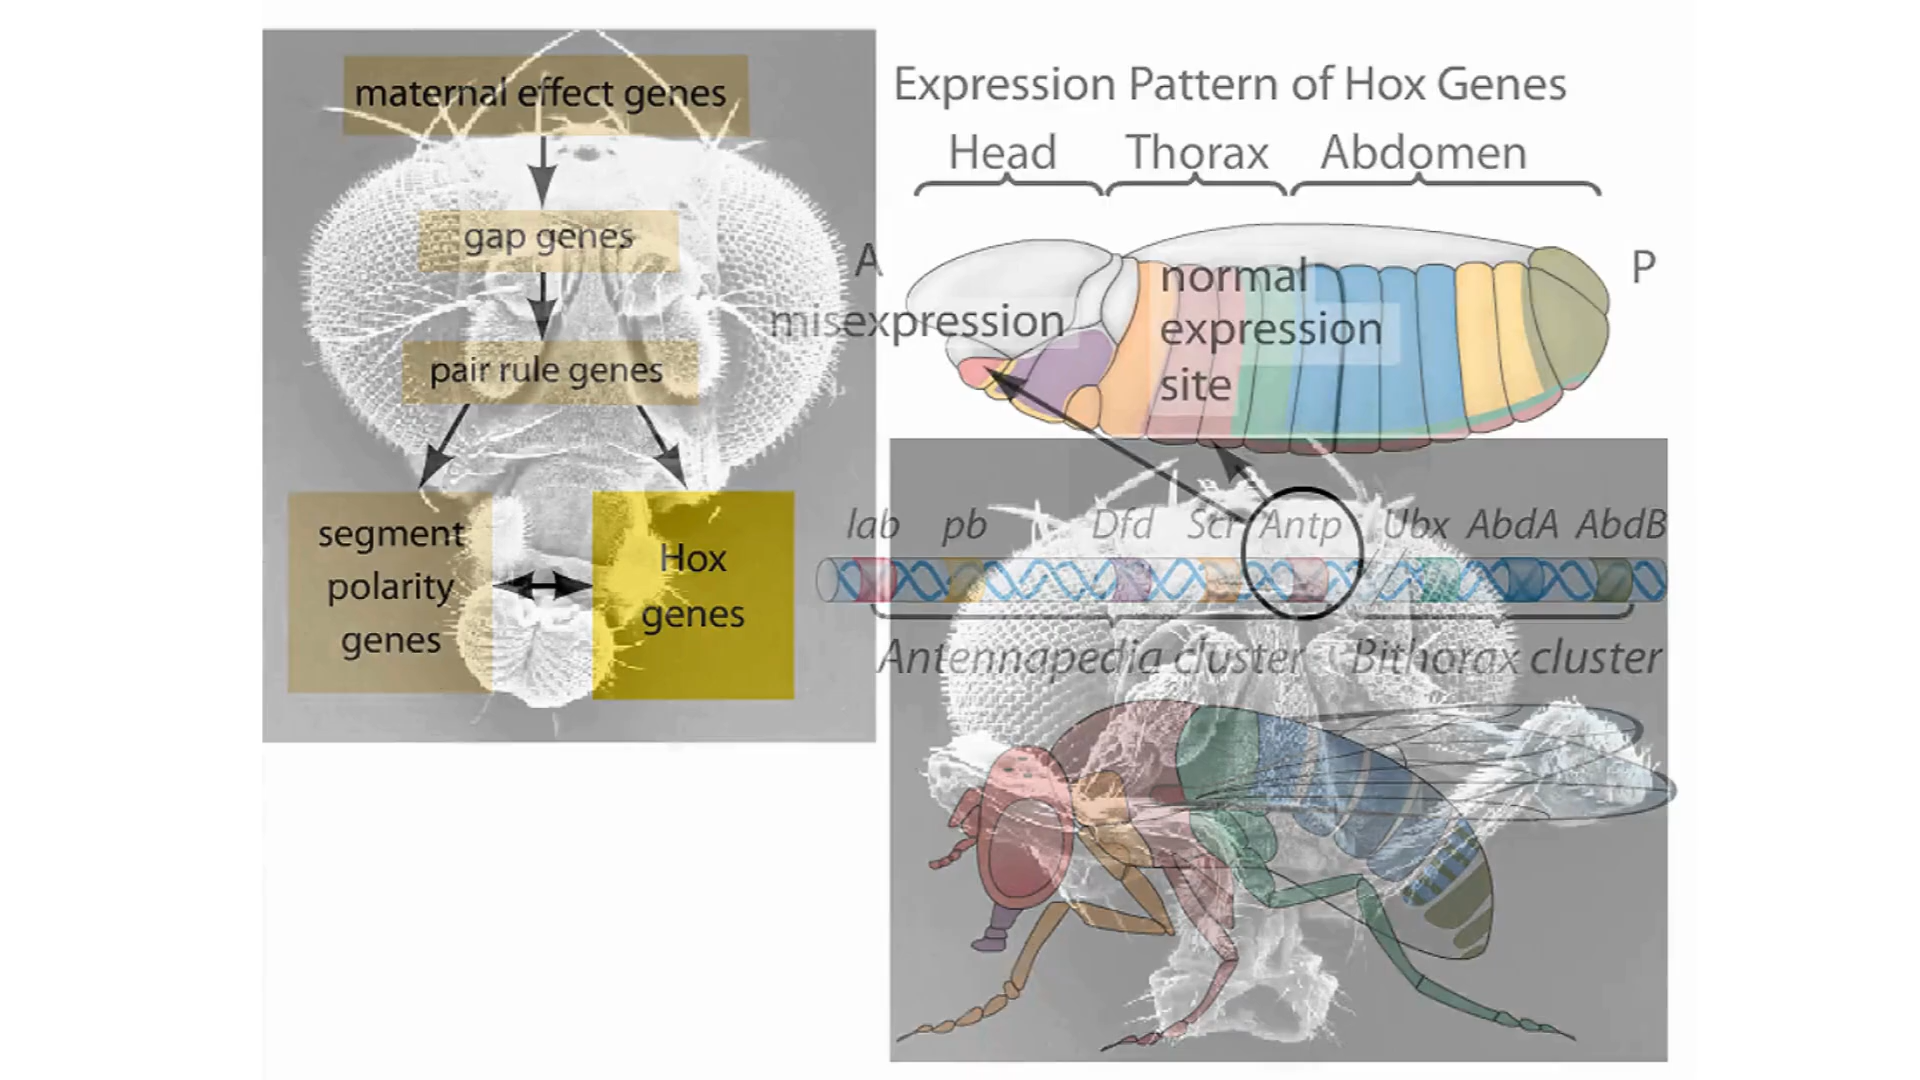 maternal effect genes
gap genes
pair rule genes
segment
polarity
genes
Hox
genes
Expression Pattern of Hox Genes
Head Thorax Abdomen
A
P
misexpression
normal
expression
site
lab pb Dfd Scr Antp Ubx AbdA AbdB
Antennapedia cluster Bithorax cluster